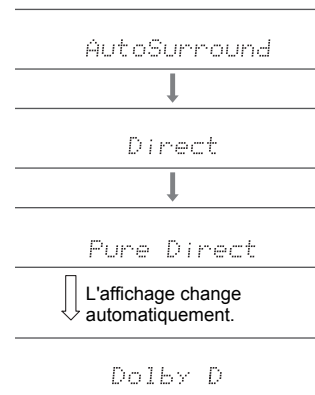 AutoSurround
Direct
Pure Direct
L'affichage change
automatiquement.
Dolby D